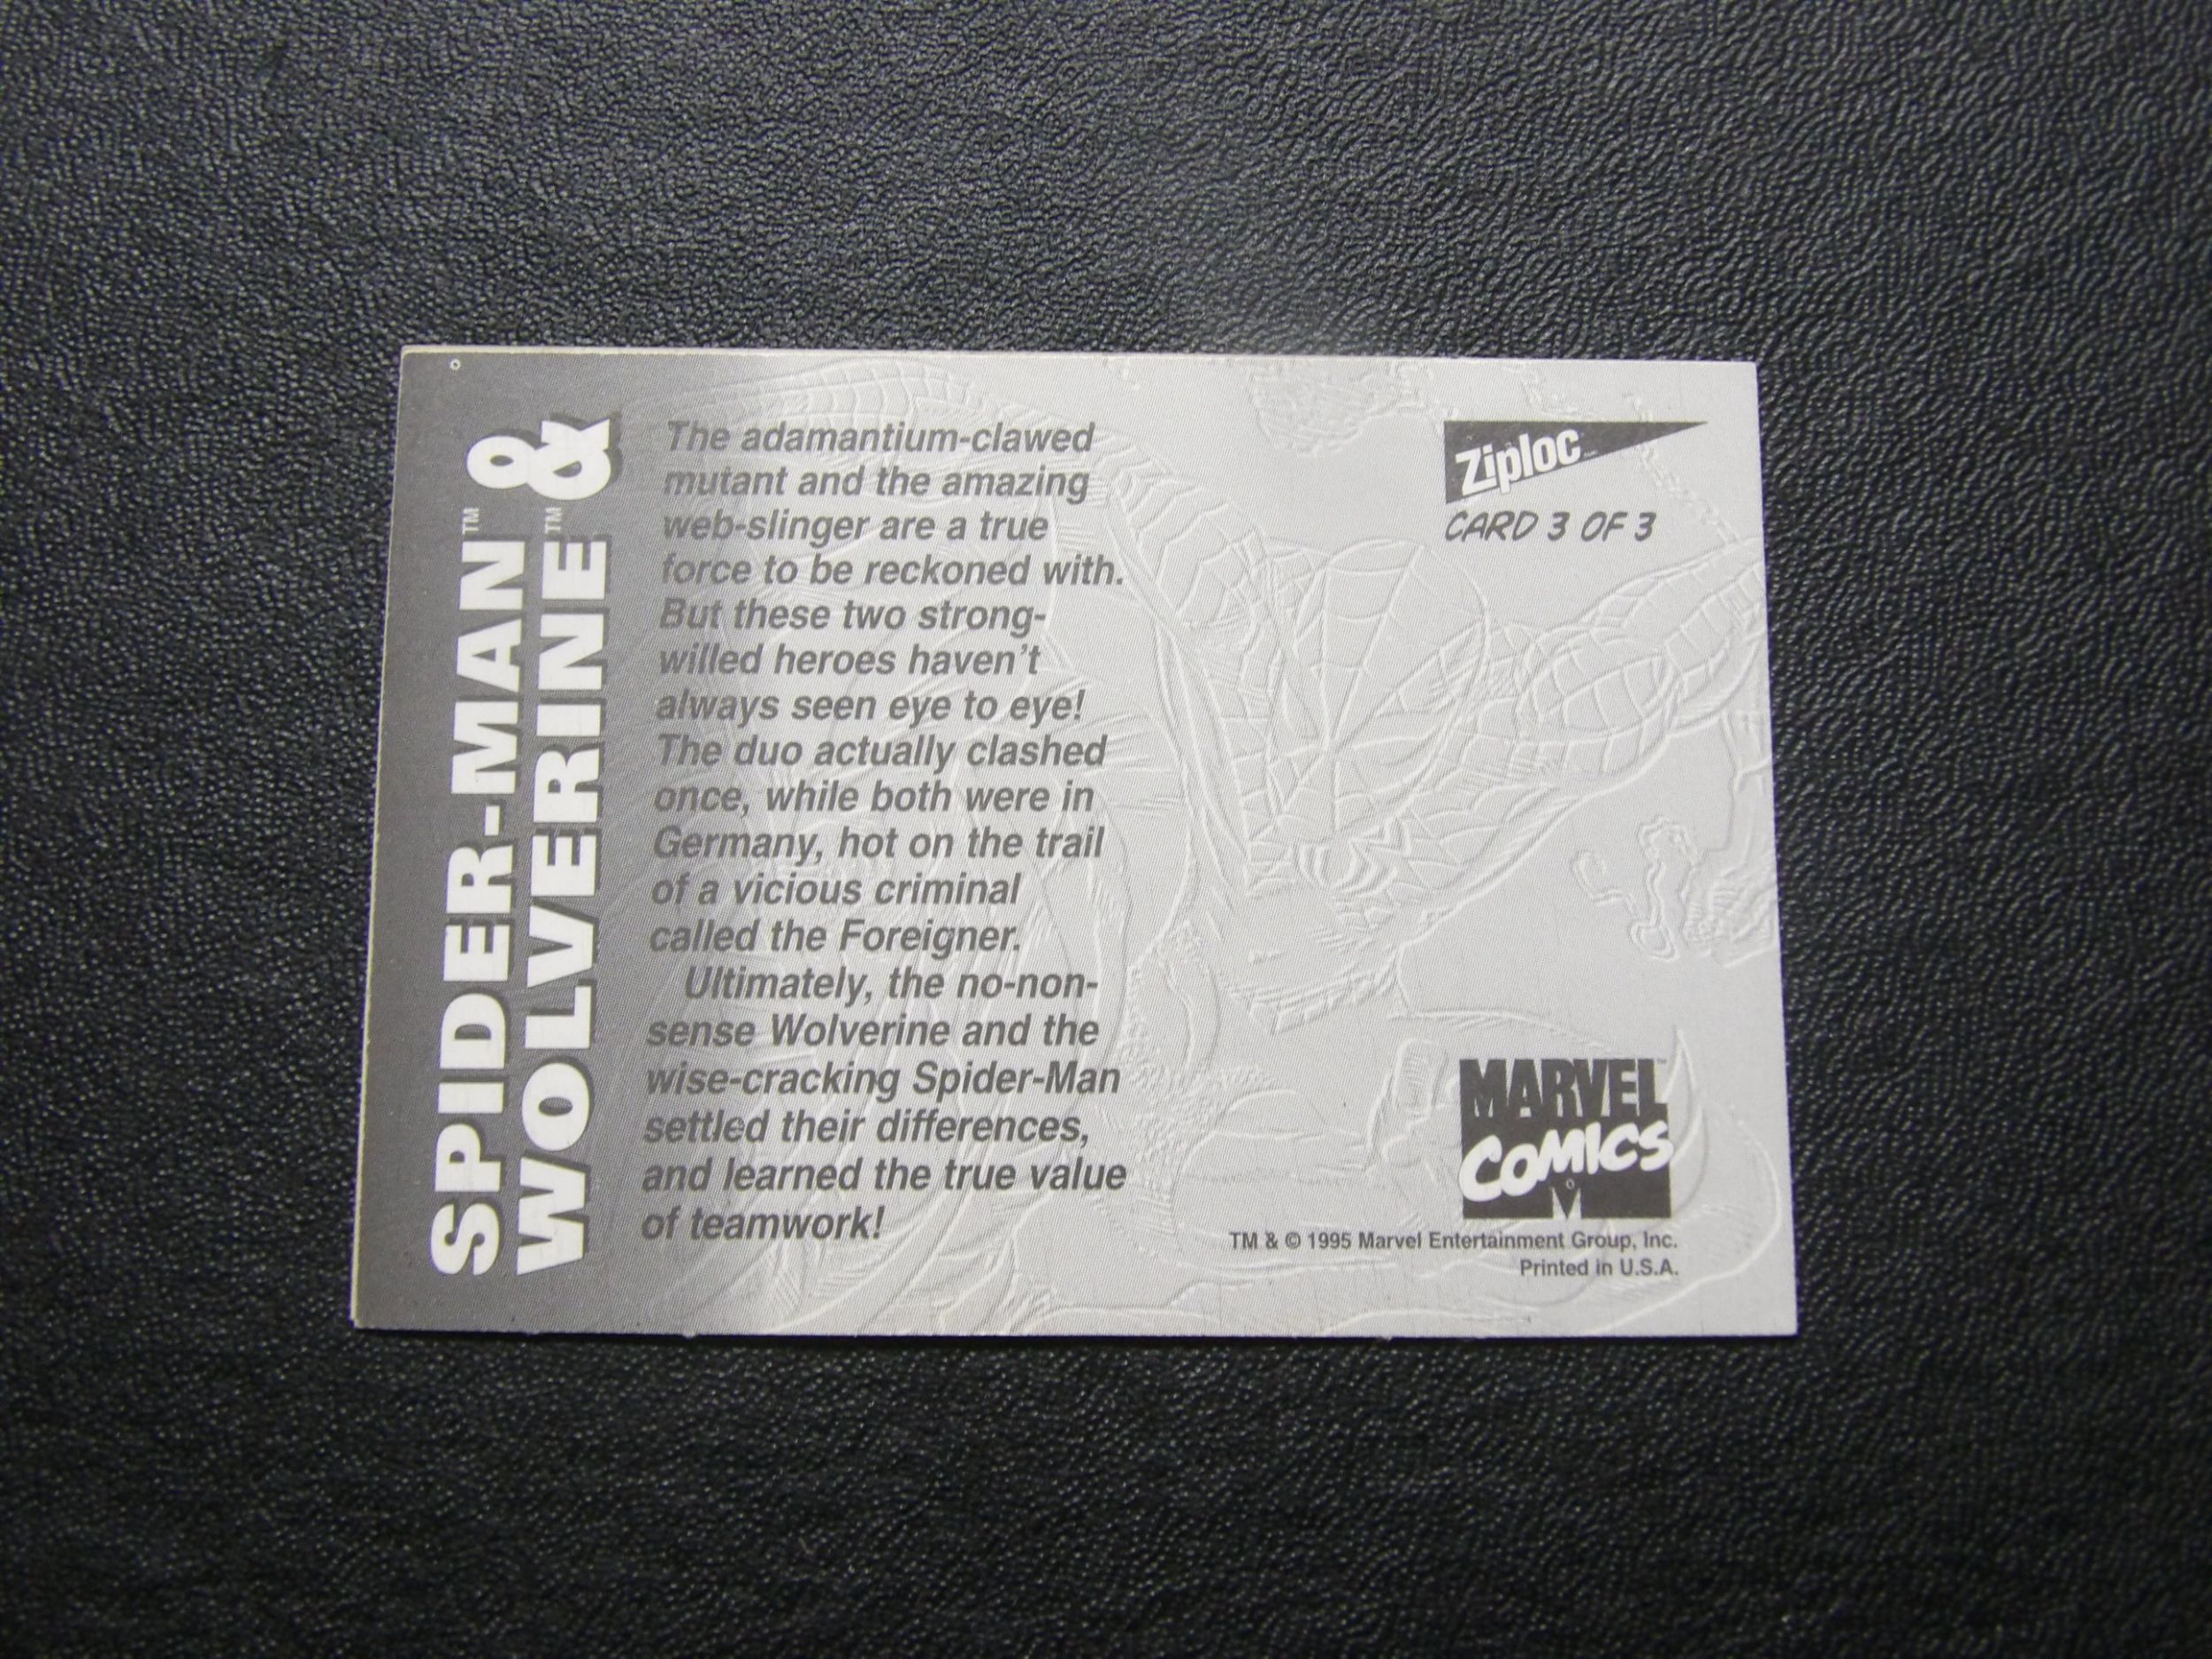 SPIDER-MAN™ &
WOLVERINE™ &
The adamantium-clawed
mutant and the amazing
web-slinger are a true
force to be reckoned with.
But these two strong-
willed heroes haven't
always seen eye to eye!
The duo actually clashed
once, while both were in
Germany, hot on the trail
of a vicious criminal
called the Foreigner.
Ultimately, the no-non-
sense Wolverine and the
wise-cracking Spider-Man
settled their differences,
and learned the true value
of teamwork!
Ziploc™
CARD 3 OF 3
MARVEL™
COMICS
TM & © 1995 Marvel Entertainment Group, Inc.
Printed in U.S.A.